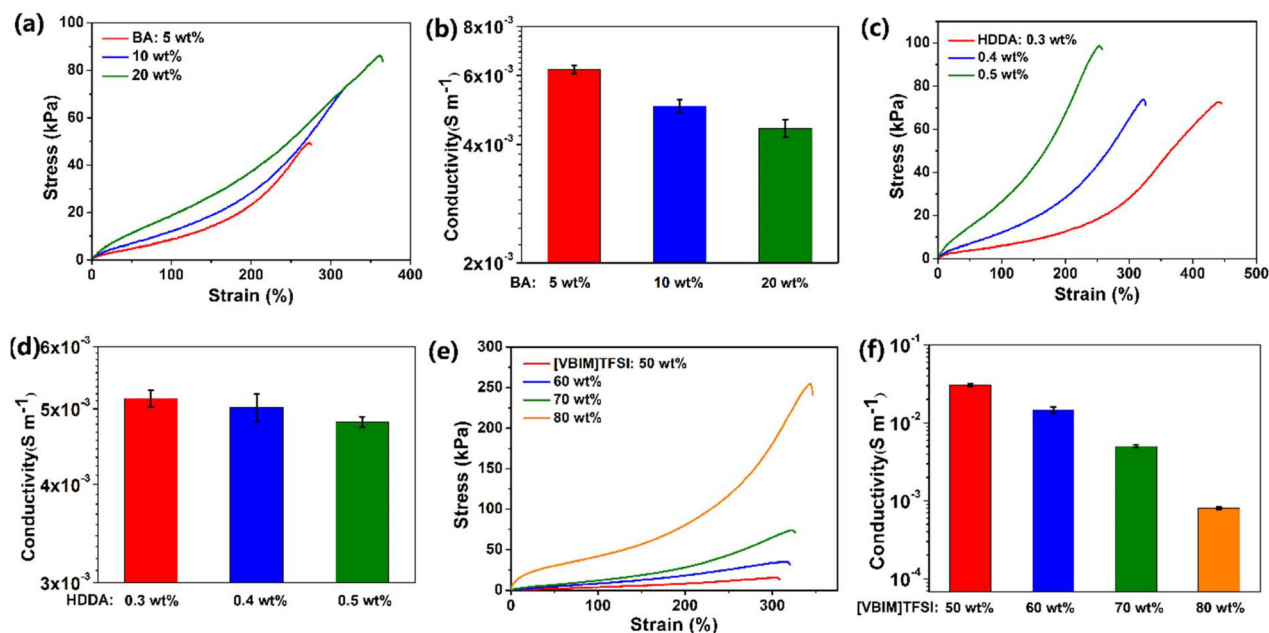 (a)
BA: 5 wt%
10 wt%
20 wt%
Stress (kPa)
100
80
60
40
20
0
0 100 200 300 400
Strain (%)
(b)
Conductivity(S m⁻¹)
8x10⁻³
6x10⁻³
4x10⁻³
2x10⁻³
BA: 5 wt% 10 wt% 20 wt%
(c)
HDDA: 0.3 wt%
0.4 wt%
0.5 wt%
Stress (kPa)
100
75
50
25
0
0 100 200 300 400 500
Strain (%)
(d)
Conductivity(S m⁻¹)
6x10⁻³
5x10⁻³
4x10⁻³
3x10⁻³
HDDA: 0.3 wt% 0.4 wt% 0.5 wt%
(e)
[VBIM]TFSI: 50 wt%
60 wt%
70 wt%
80 wt%
Stress (kPa)
300
250
200
150
100
50
0
0 100 200 300
Strain (%)
(f)
Conductivity(S m⁻¹)
10⁻¹
10⁻²
10⁻³
10⁻⁴
[VBIM]TFSI: 50 wt% 60 wt% 70 wt% 80 wt%